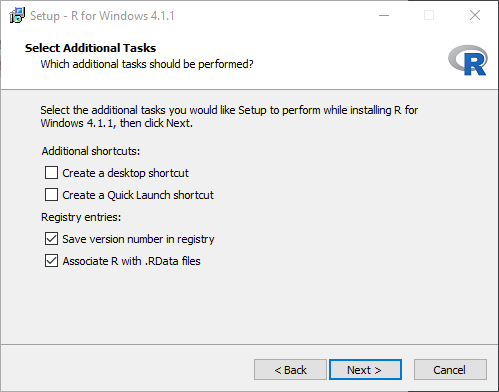 Setup - R for Windows 4.1.1
Select Additional Tasks
Which additional tasks should be performed?
R
Select the additional tasks you would like Setup to perform while installing R for
Windows 4.1.1, then click Next.
Additional shortcuts:
Create a desktop shortcut
Create a Quick Launch shortcut
Registry entries:
Save version number in registry
Associate R with .RData files
< Back
Next >
Cancel